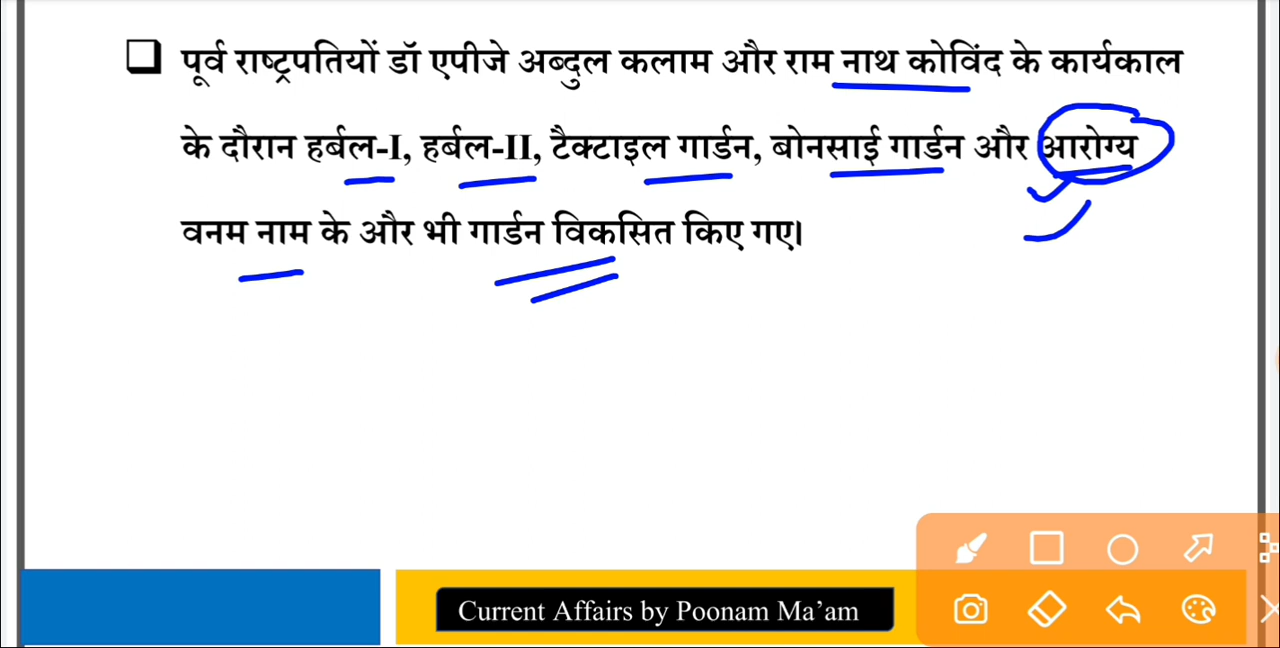 पूर्व राष्ट्रपतियों डॉ एपीजे अब्दुल कलाम और राम नाथ कोविंद के कार्यकाल
के दौरान हर्बल-I, हर्बल-II, टैक्टाइल गार्डन, बोनसाई गार्डन और आरोग्य
वनम नाम के और भी गार्डन विकसित किए गए।
Current Affairs by Poonam Ma’am